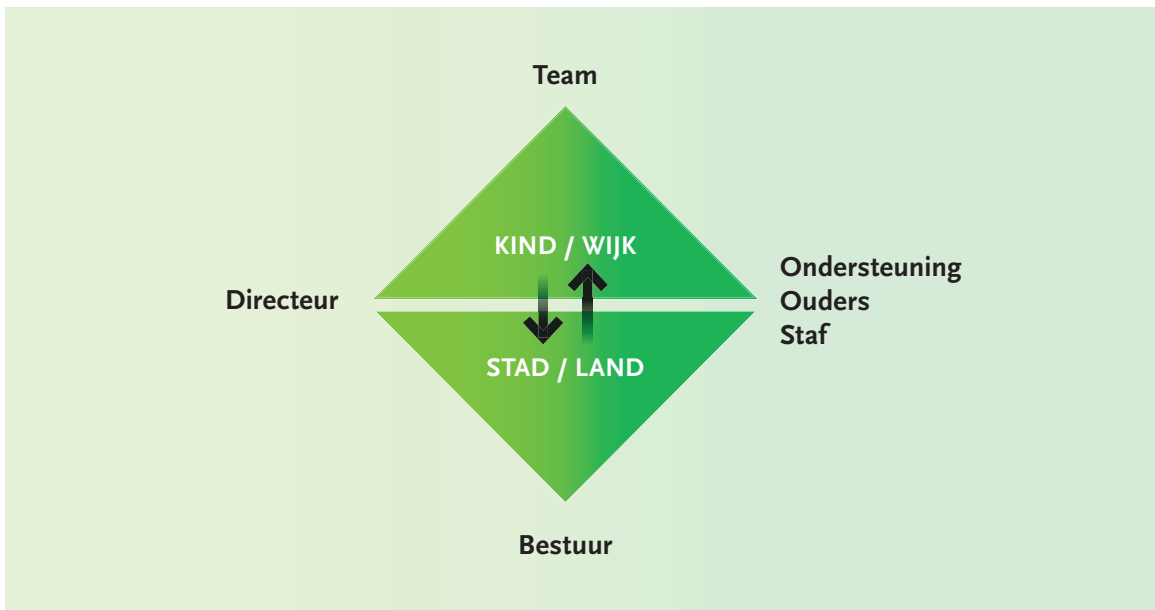 Team
KIND / WIJK
Directeur
Ondersteuning
Ouders
Staf
STAD / LAND
Bestuur